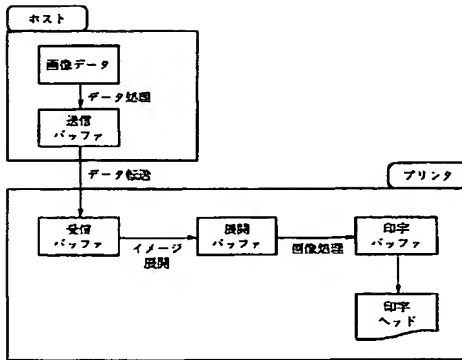 ホスト
画像データ
データ処理
送信
バッファ
データ転送
プリンタ
受信
バッファ
イメージ
展開
展開
バッファ
画像処理
印字
バッファ
印字
ヘッド